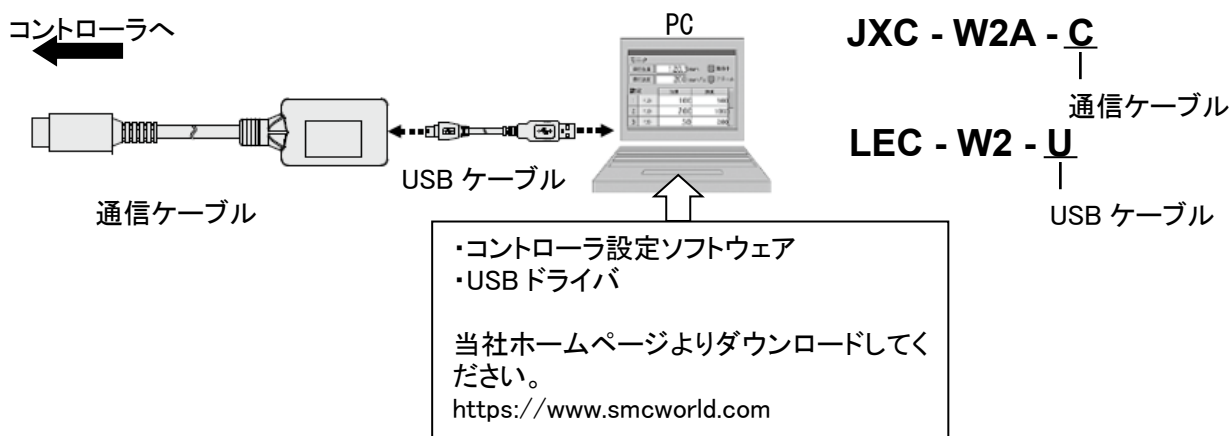 コントローラへ
PC
JXC - W2A - C
通信ケーブル
LEC - W2 - U
USB ケーブル
USB ケーブル
通信ケーブル
・コントローラ設定ソフトウェア
・USB ドライバ
当社ホームページよりダウンロードしてく
ださい。
https://www.smcworld.com